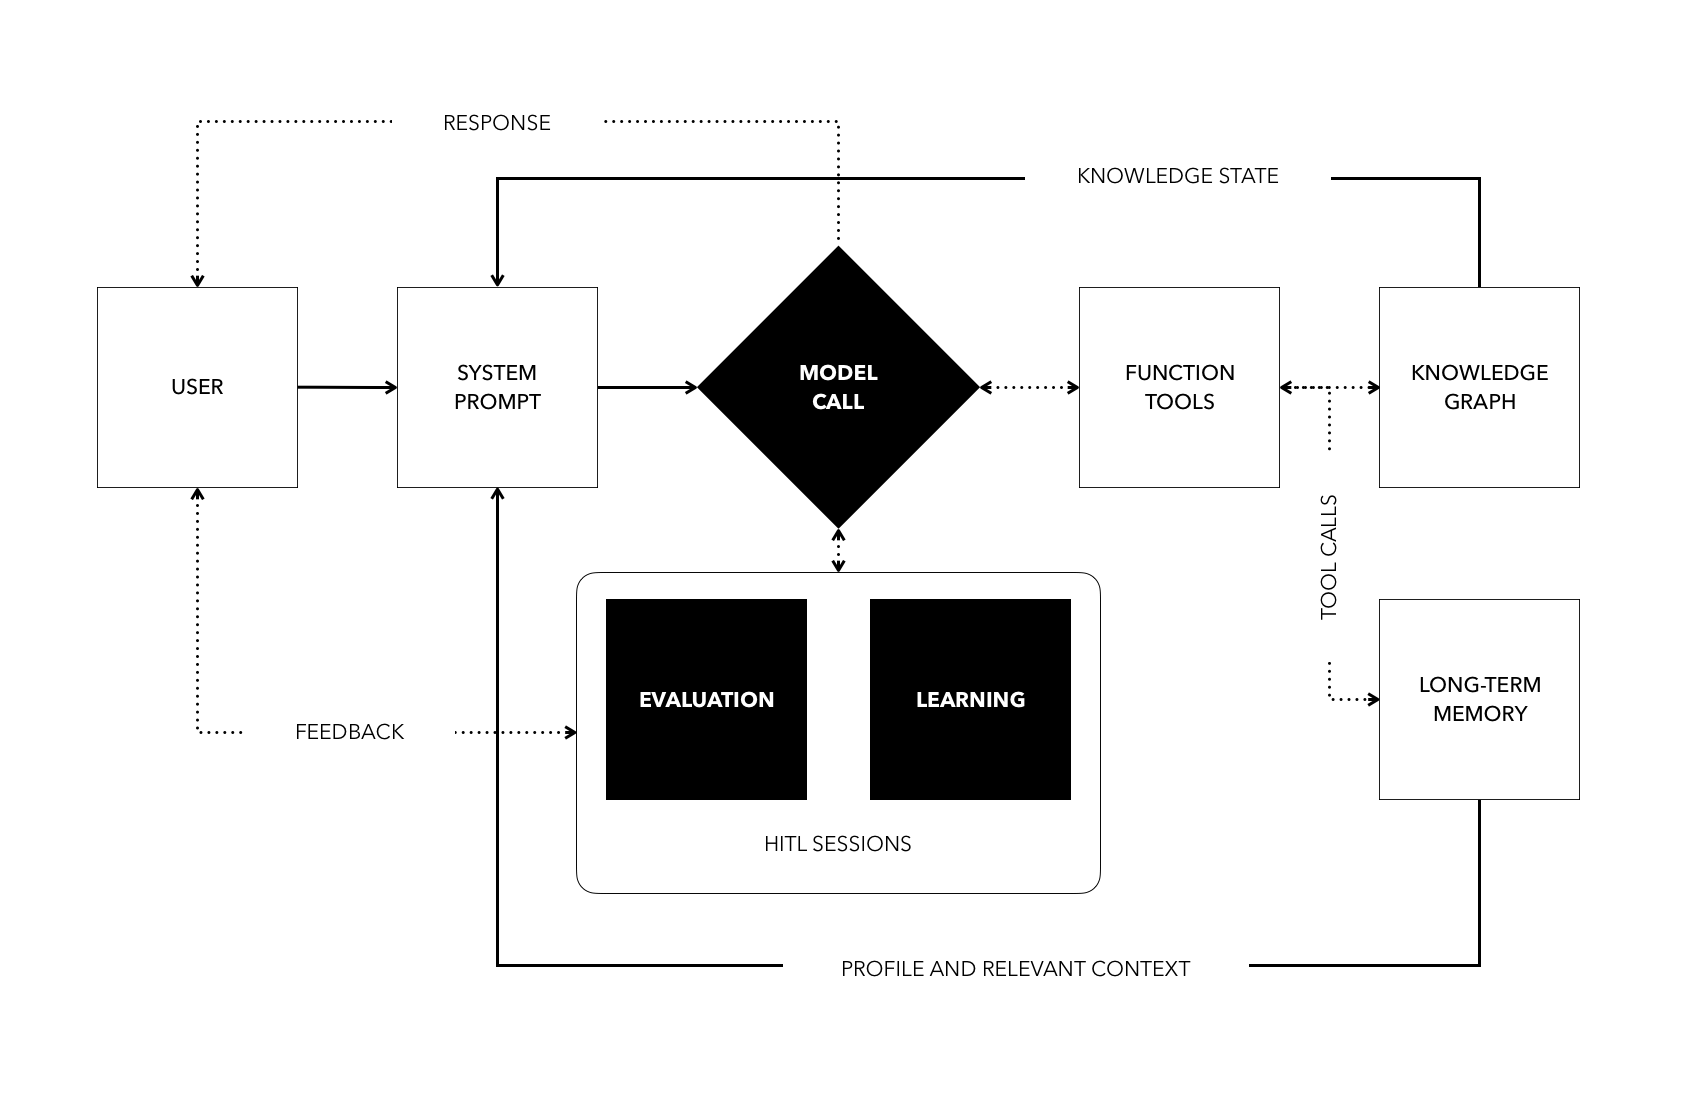 RESPONSE
KNOWLEDGE STATE
USER
SYSTEM
PROMPT
MODEL
CALL
FUNCTION
TOOLS
KNOWLEDGE
GRAPH
TOOL CALLS
EVALUATION
LEARNING
LONG-TERM
MEMORY
FEEDBACK
HITL SESSIONS
PROFILE AND RELEVANT CONTEXT